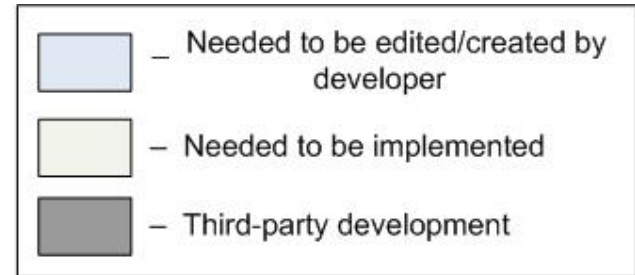 – Needed to be edited/created by
developer
– Needed to be implemented
– Third-party development